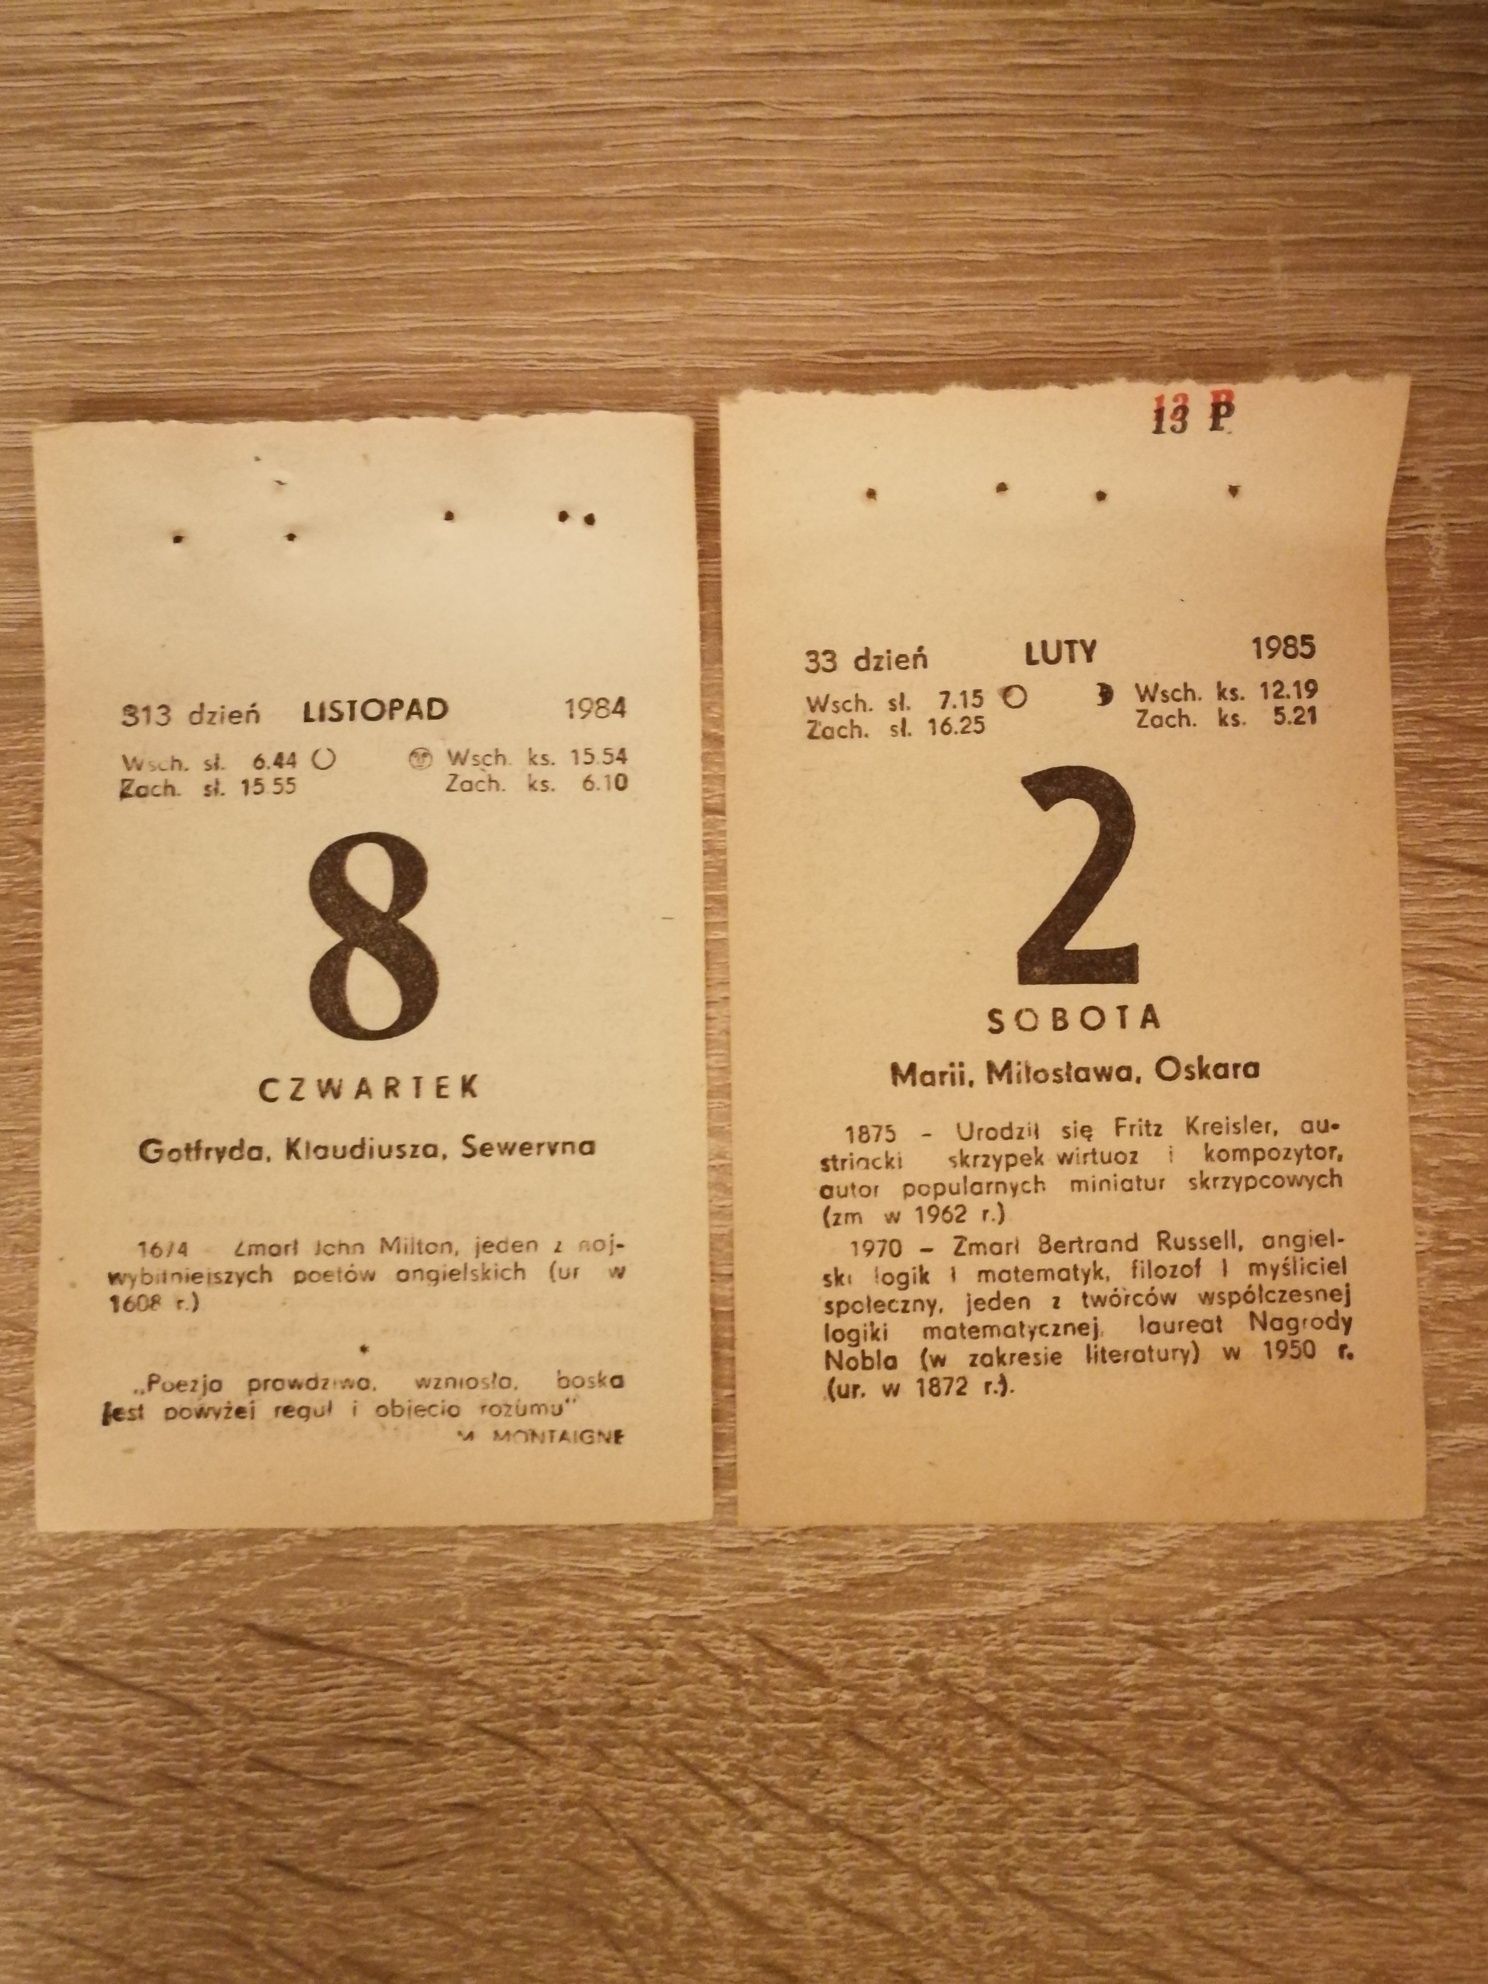 313 dzień LISTOPAD 1984
Wsch. sł. 6.44 Wsch. ks. 15.54
Zach. sł. 15.55 Zach. ks. 6.10
8
CZWARTEK
Gotfryda, Klaudiusza, Seweryna
1674 Zmarł John Milton, jeden z naj-
wybitniejszych poetów angielskich (ur w
1608 r.)
*
„Poezja prawdziwa, wzniosła, boska
jest powyżej reguł i objęcia rozumu"
M MONTAIGNE
13 P
33 dzień LUTY 1985
Wsch. sł. 7.15 Wsch. ks. 12.19
Zach. sł. 16.25 Zach. ks. 5.21
2
SOBOTA
Marii, Miłosława, Oskara
1875 – Urodził się Fritz Kreisler, au-
striacki skrzypek wirtuoz i kompozytor,
autor popularnych miniatur skrzypcowych
(zm w 1962 r.)
1970 – Zmarł Bertrand Russell, angiel-
ski logik i matematyk, filozof i myśliciel
społeczny, jeden z twórców współczesnej
logiki matematycznej, laureat Nagrody
Nobla (w zakresie literatury) w 1950 r.
(ur. w 1872 r.).